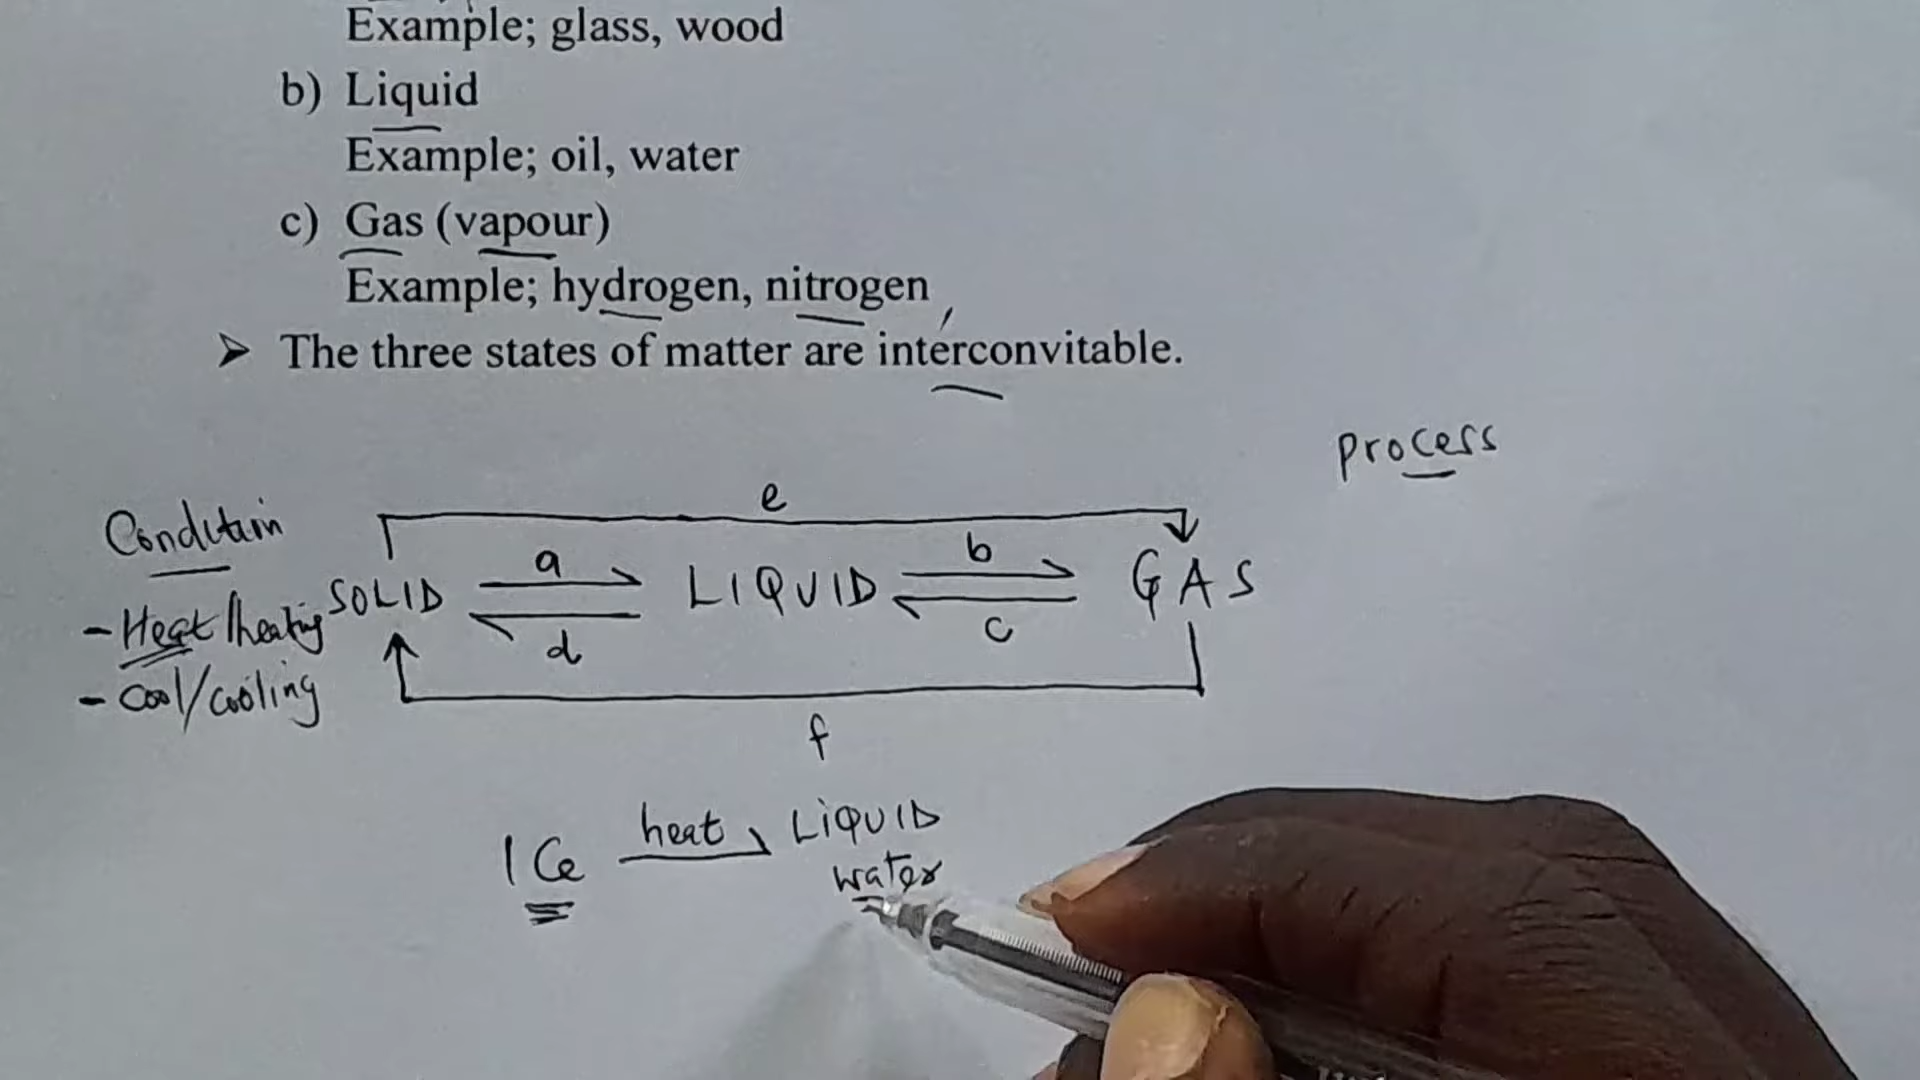 Example; glass, wood
b) Liquid
Example; oil, water
c) Gas (vapour)
Example; hydrogen, nitrogen
➤ The three states of matter are interconvitable.
process
Condition
- Heat/heating
- Cool/cooling
e
SOLID a LIQUID b GAS
d c
f
ICe heat LIQUID
water